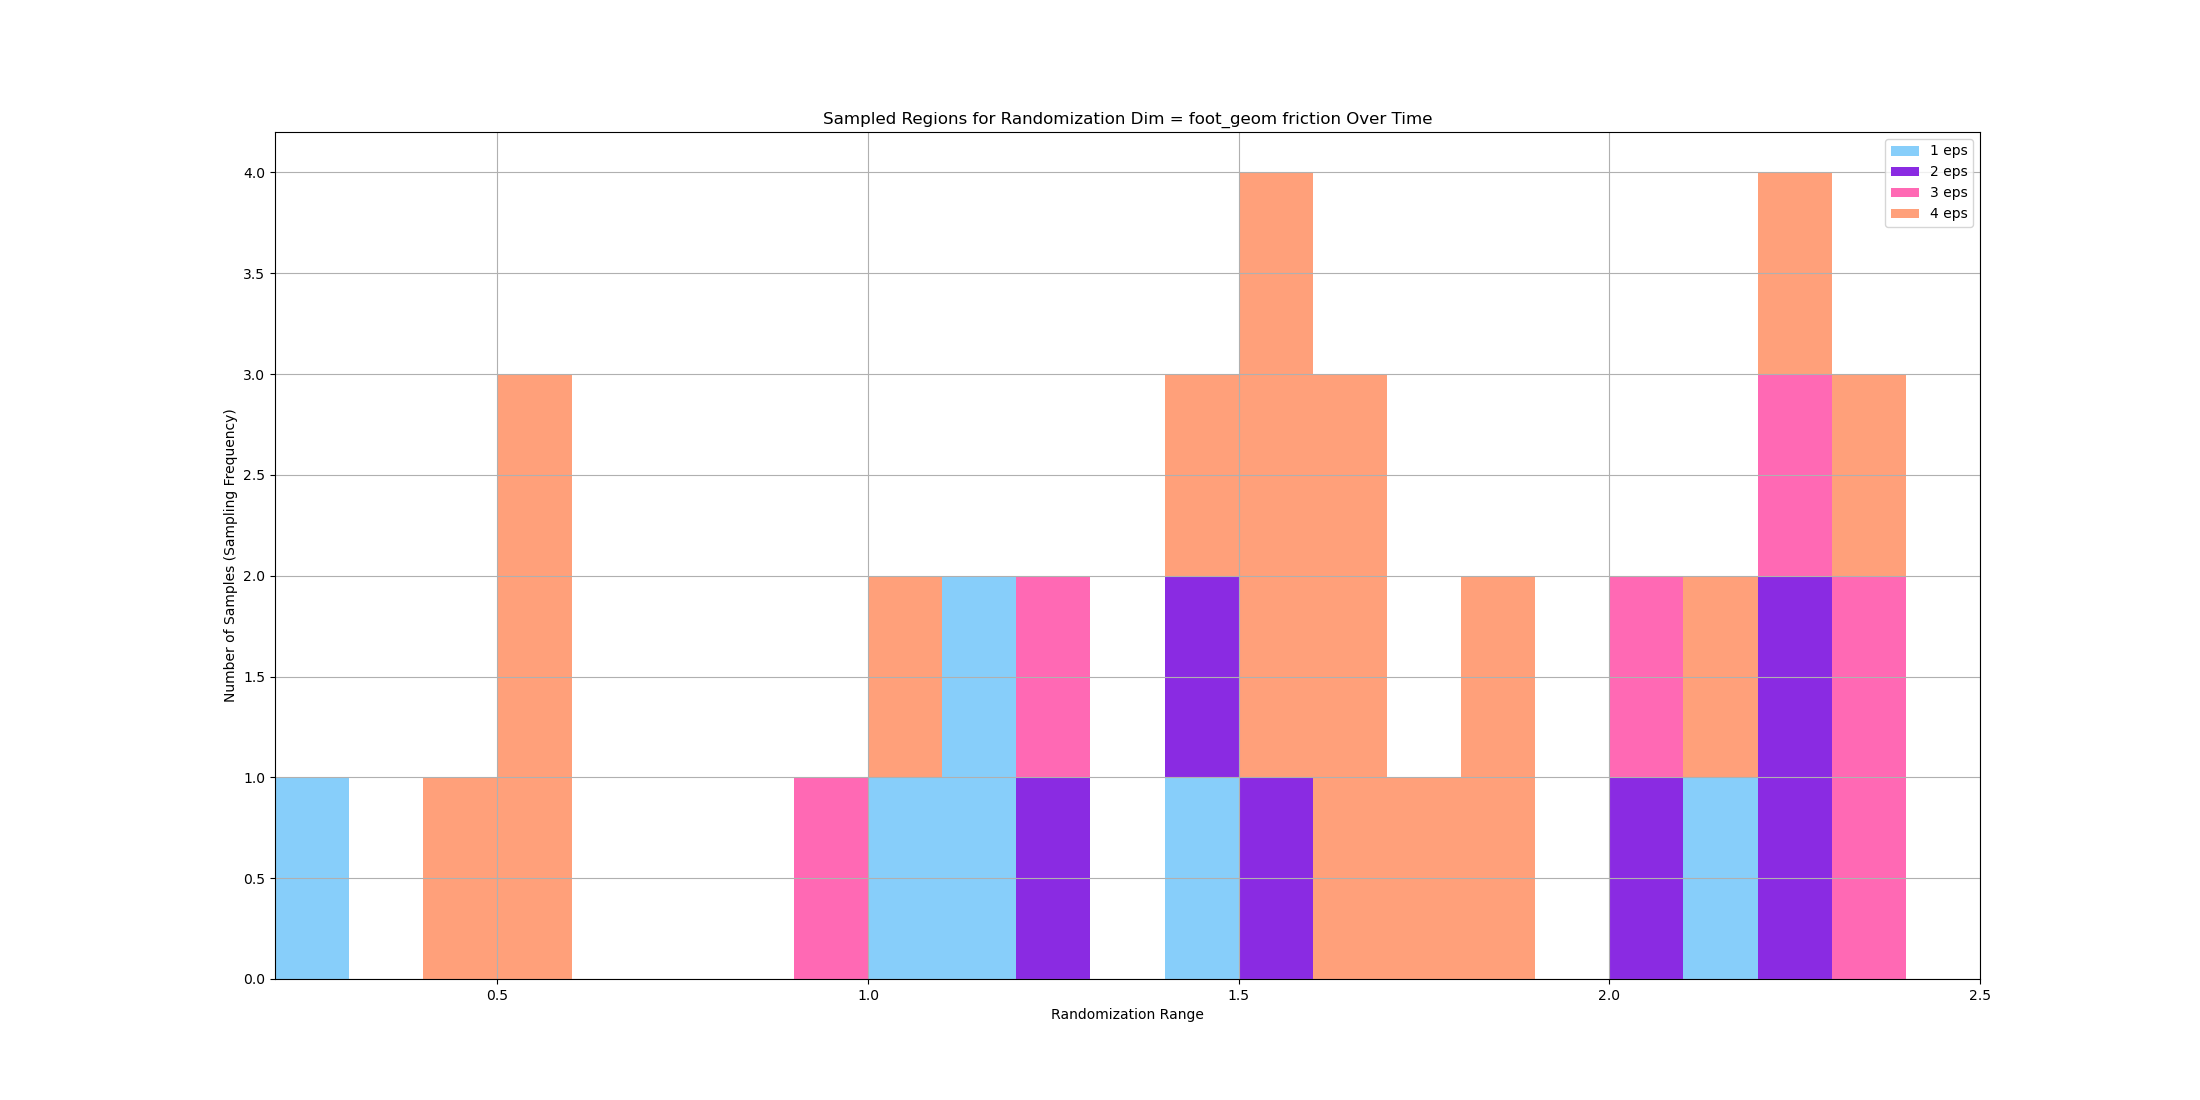 Sampled Regions for Randomization Dim = foot_geom friction Over Time
1 eps
2 eps
3 eps
4 eps
4.0
3.5
3.0
2.5
2.0
1.5
1.0
0.5
0.0
Number of Samples (Sampling Frequency)
0.5 1.0 1.5 2.0 2.5
Randomization Range